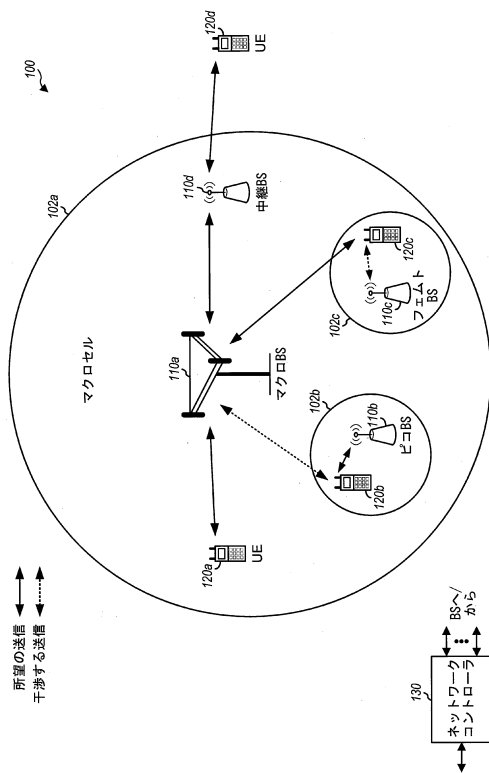 100
所望の送信
干渉する送信
102a
マクロセル
110a
マクロBS
120a
UE
110d
中継BS
120d
UE
102b
110b
ピコBS
120b
102c
110c
フェムト
BS
120c
130
ネットワーク
コントローラ
BSへ/
から